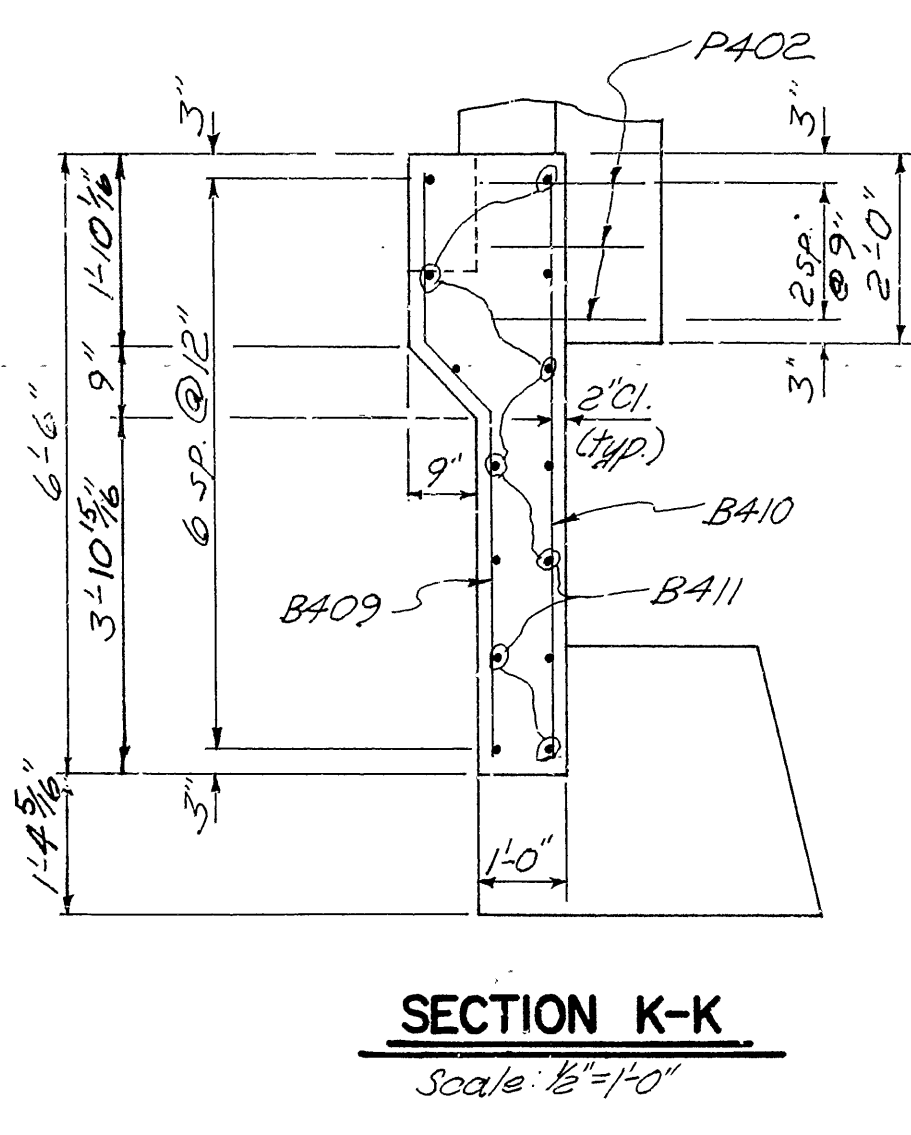 P402
3"
3"
1'-10 1/16"
2 sp. @ 9"
2'-0"
9"
6 sp. @ 12"
6'-6"
3"
2"Cl.
(typ.)
9"
3'-10 15/16"
B410
B409
B411
3"
1'-4 5/16"
1'-0"
SECTION K-K
Scale: 1/2"=1'-0"